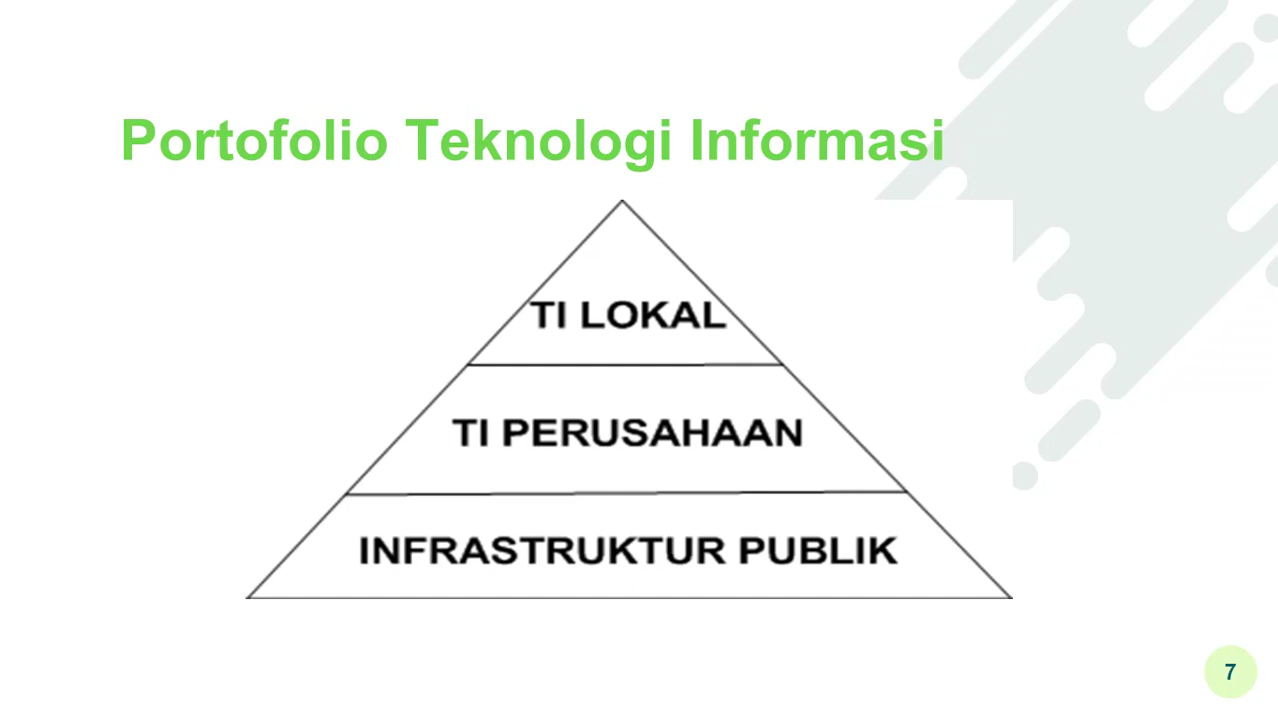 Portofolio Teknologi Informasi
TI LOKAL
TI PERUSAHAAN
INFRASTRUKTUR PUBLIK
7